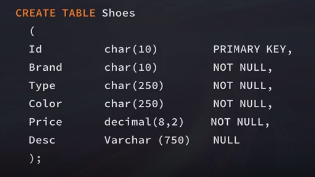 CREATE TABLE Shoes
(
Id char(10) PRIMARY KEY,
Brand char(10) NOT NULL,
Type char(250) NOT NULL,
Color char(250) NOT NULL,
Price decimal(8,2) NOT NULL,
Desc Varchar (750) NULL
);